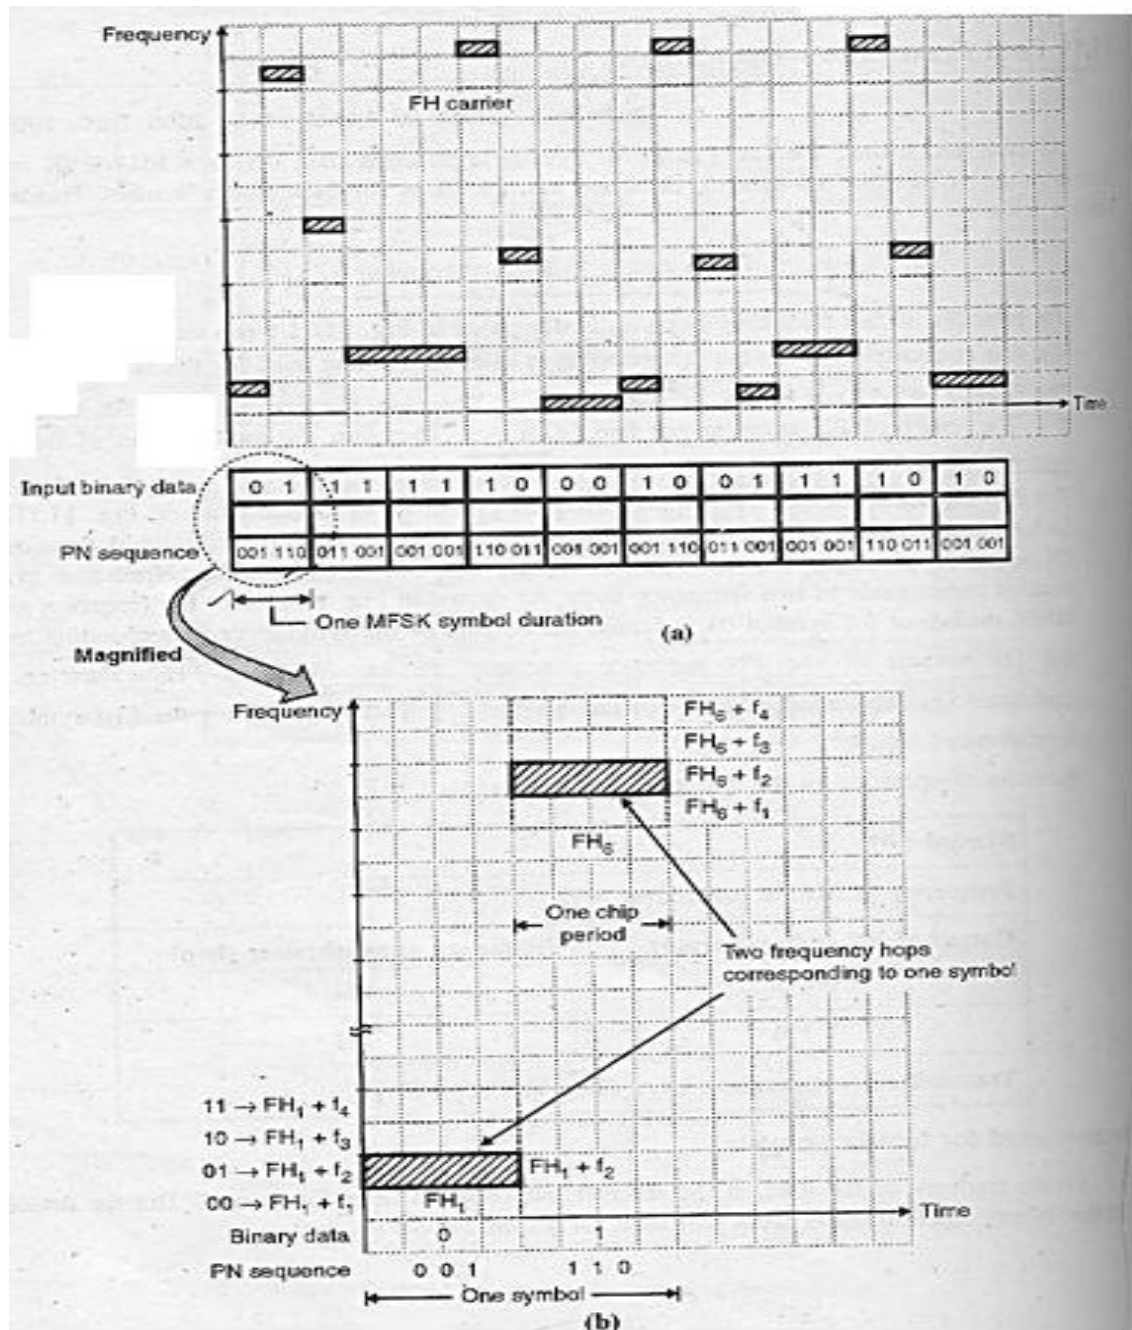 Frequency
FH carrier
Time
Input binary data 0 1 1 1 1 1 1 0 0 0 1 0 0 1 1 1 1 0 1 0
PN sequence 001 110 011 001 001 001 110 011 001 001 001 110 011 001 001 001 110 011 001 001
One MFSK symbol duration
(a)
Magnified
Frequency
FH₆ + f₄
FH₆ + f₃
FH₆ + f₂
FH₆ + f₁
FH₆
One chip
period
Two frequency hops
corresponding to one symbol
11 → FH₁ + f₄
10 → FH₁ + f₃
01 → FH₁ + f₂
FH₁ + f₂
00 → FH₁ + f₁
FH₁
Time
Binary data 0 1
PN sequence 0 0 1 1 1 0
One symbol
(b)